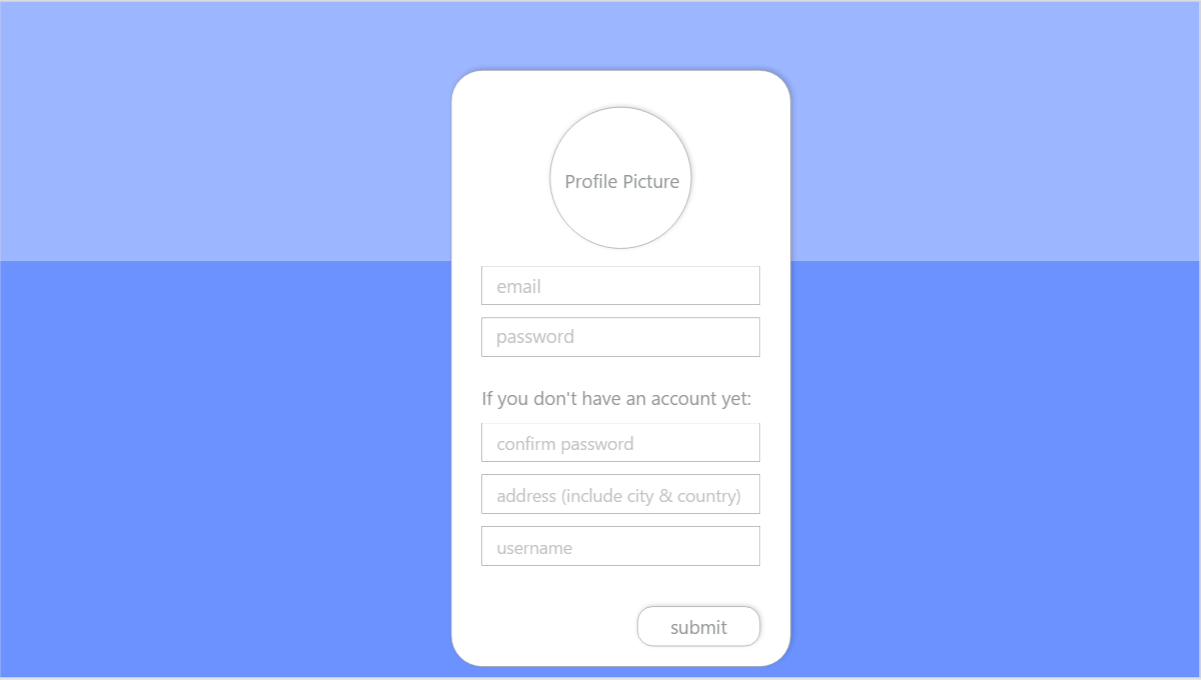 Profile Picture
email
password
If you don't have an account yet:
confirm password
address (include city & country)
username
submit